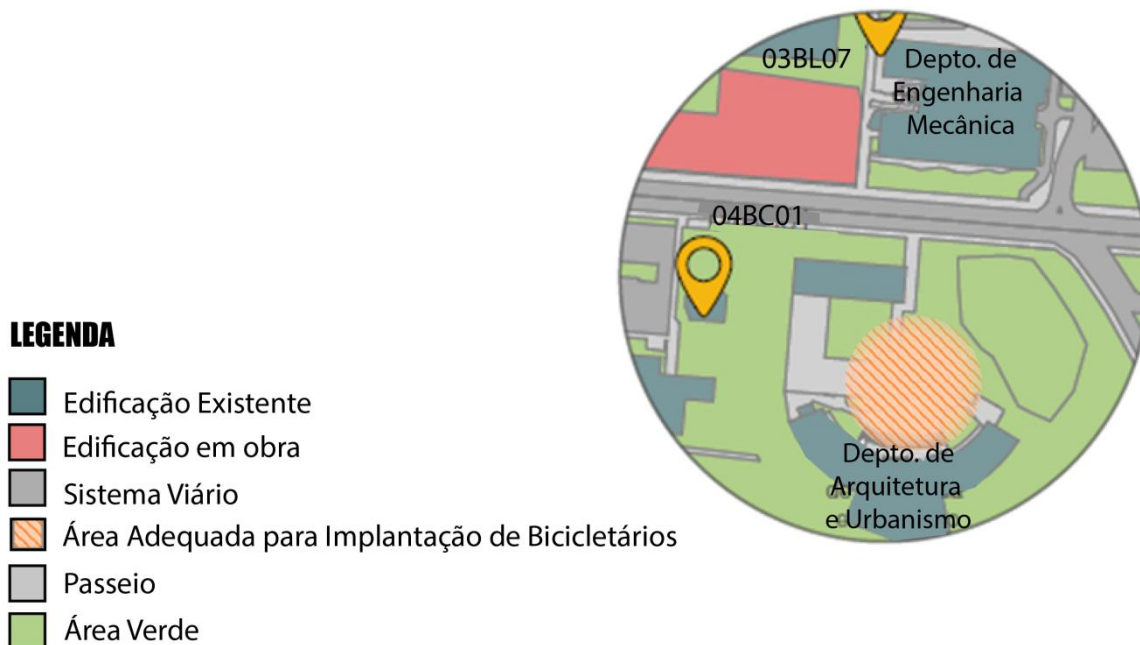 03BL07
Depto. de
Engenharia
Mecânica
04BC01
LEGENDA
Edificação Existente
Edificação em obra
Sistema Viário
Área Adequada para Implantação de Bicicletários
Passeio
Área Verde
Depto. de
Arquitetura
e Urbanismo